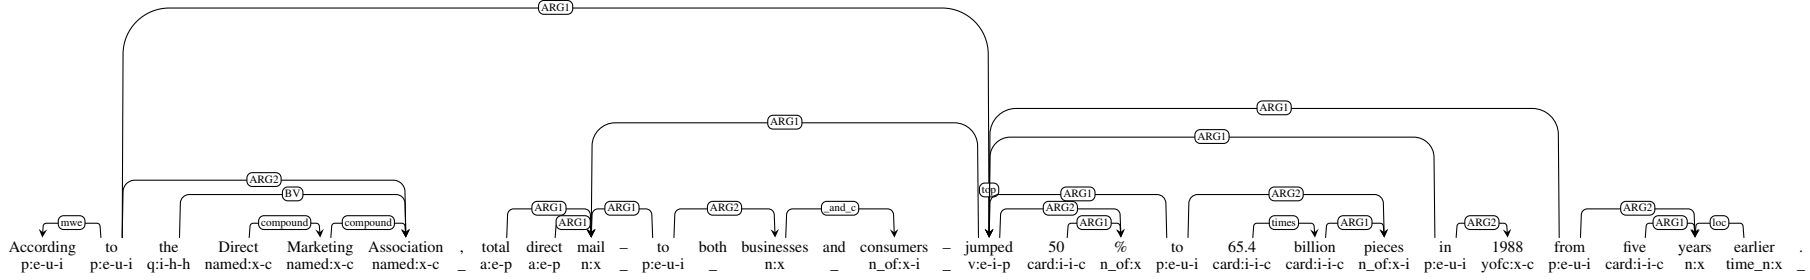 ARG1
ARG1
ARG1
ARG1
ARG2
BV
top
ARG1
ARG2
mwe
compound
compound
ARG1
ARG1
ARG1
ARG2
_and_c
ARG2
ARG1
times
ARG1
ARG2
ARG2
ARG1
loc
According to the Direct Marketing Association , total direct mail – to both businesses and consumers – jumped 50 % to 65.4 billion pieces in 1988 from five years earlier .
p:e-u-i p:e-u-i q:i-h-h named:x-c named:x-c named:x-c _ a:e-p a:e-p n:x _ p:e-u-i _ n:x _ n_of:x-i _ v:e-i-p card:i-i-c n_of:x p:e-u-i card:i-i-c card:i-i-c n_of:x-i p:e-u-i yofc:x-c p:e-u-i card:i-i-c n:x time_n:x _